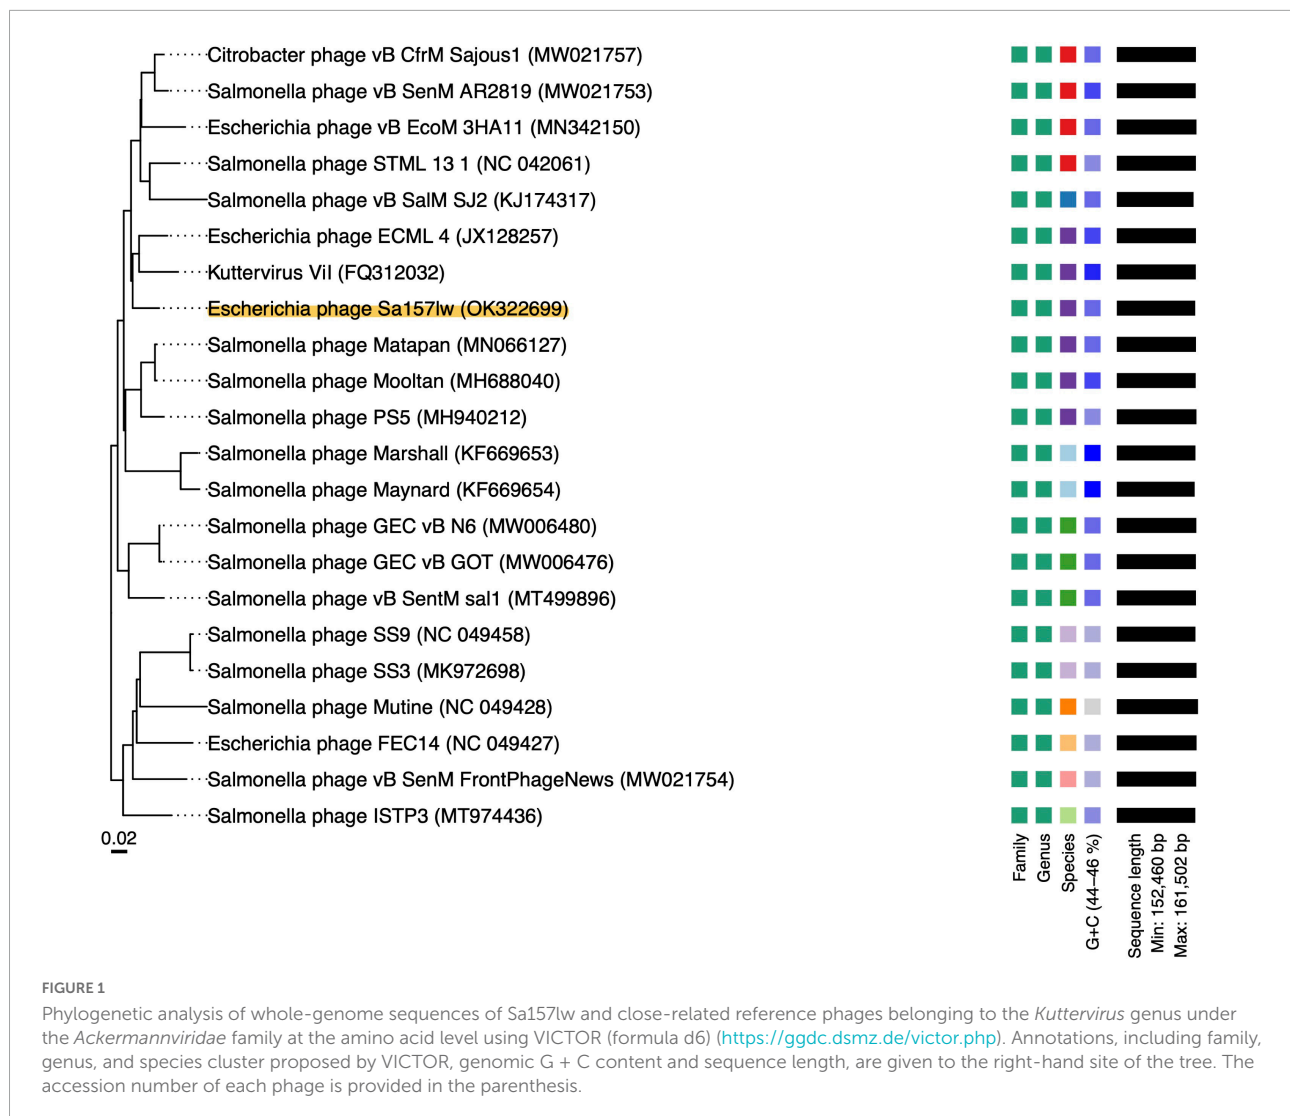 Citrobacter phage vB CfrM Sajous1 (MW021757)
Salmonella phage vB SenM AR2819 (MW021753)
Escherichia phage vB EcoM 3HA11 (MN342150)
Salmonella phage STML 13 1 (NC 042061)
Salmonella phage vB SalM SJ2 (KJ174317)
Escherichia phage ECML 4 (JX128257)
Kuttervirus ViI (FQ312032)
Escherichia phage Sa157lw (OK322699)
Salmonella phage Matapan (MN066127)
Salmonella phage Mooltan (MH688040)
Salmonella phage PS5 (MH940212)
Salmonella phage Marshall (KF669653)
Salmonella phage Maynard (KF669654)
Salmonella phage GEC vB N6 (MW006480)
Salmonella phage GEC vB GOT (MW006476)
Salmonella phage vB SentM sal1 (MT499896)
Salmonella phage SS9 (NC 049458)
Salmonella phage SS3 (MK972698)
Salmonella phage Mutine (NC 049428)
Escherichia phage FEC14 (NC 049427)
Salmonella phage vB SenM FrontPhageNews (MW021754)
Salmonella phage ISTP3 (MT974436)
0.02
Family
Genus
Species
G+C (44–46 %)
Sequence length
Min: 152,460 bp
Max: 161,502 bp
FIGURE 1
Phylogenetic analysis of whole-genome sequences of Sa157lw and close-related reference phages belonging to the Kuttervirus genus under
the Ackermannviridae family at the amino acid level using VICTOR (formula d6) (https://ggdc.dsmz.de/victor.php). Annotations, including family,
genus, and species cluster proposed by VICTOR, genomic G + C content and sequence length, are given to the right-hand site of the tree. The
accession number of each phage is provided in the parenthesis.